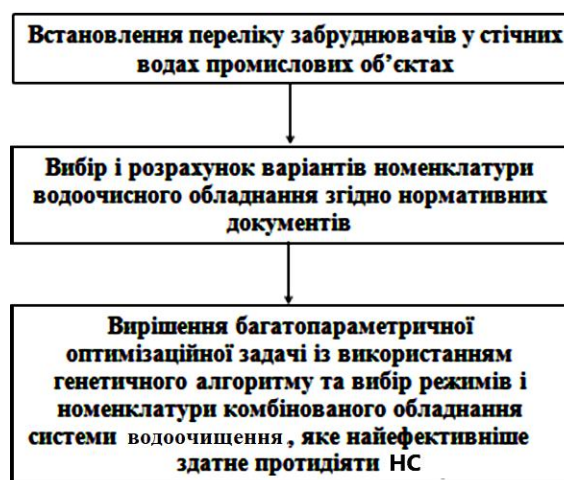 Встановлення переліку забруднювачів у стічних
водах промислових об’єктах
Вибір і розрахунок варіантів номенклатури
водоочисного обладнання згідно нормативних
документів
Вирішення багатопараметричної
оптимізаційної задачі із використанням
генетичного алгоритму та вибір режимів і
номенклатури комбінованого обладнання
системи водоочищення , яке найефективніше
здатне протидіяти НС